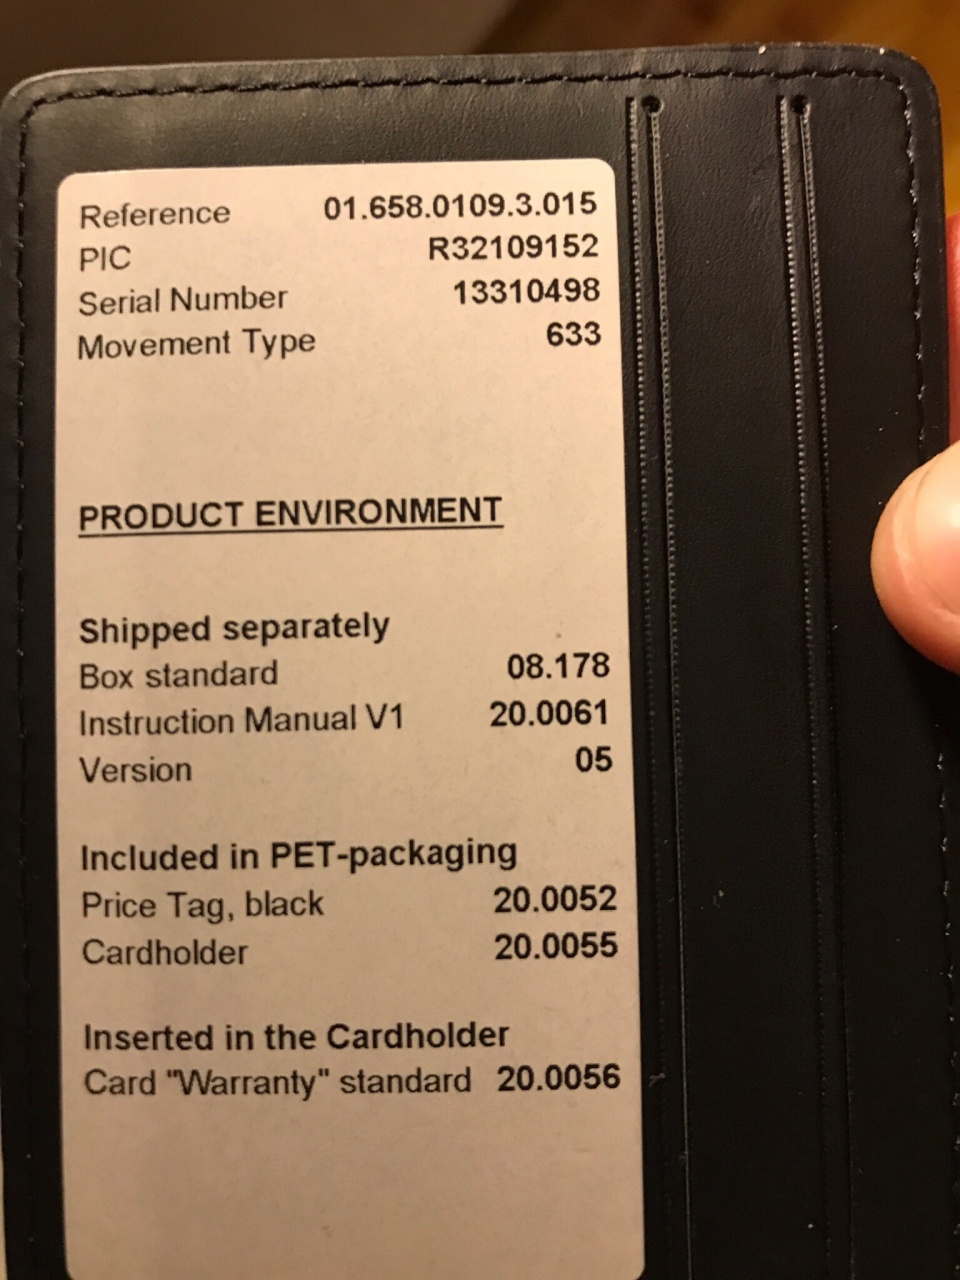 Reference 01.658.0109.3.015
PIC R32109152
Serial Number 13310498
Movement Type 633
PRODUCT ENVIRONMENT
Shipped separately
Box standard 08.178
Instruction Manual V1 20.0061
Version 05
Included in PET-packaging
Price Tag, black 20.0052
Cardholder 20.0055
Inserted in the Cardholder
Card "Warranty" standard 20.0056